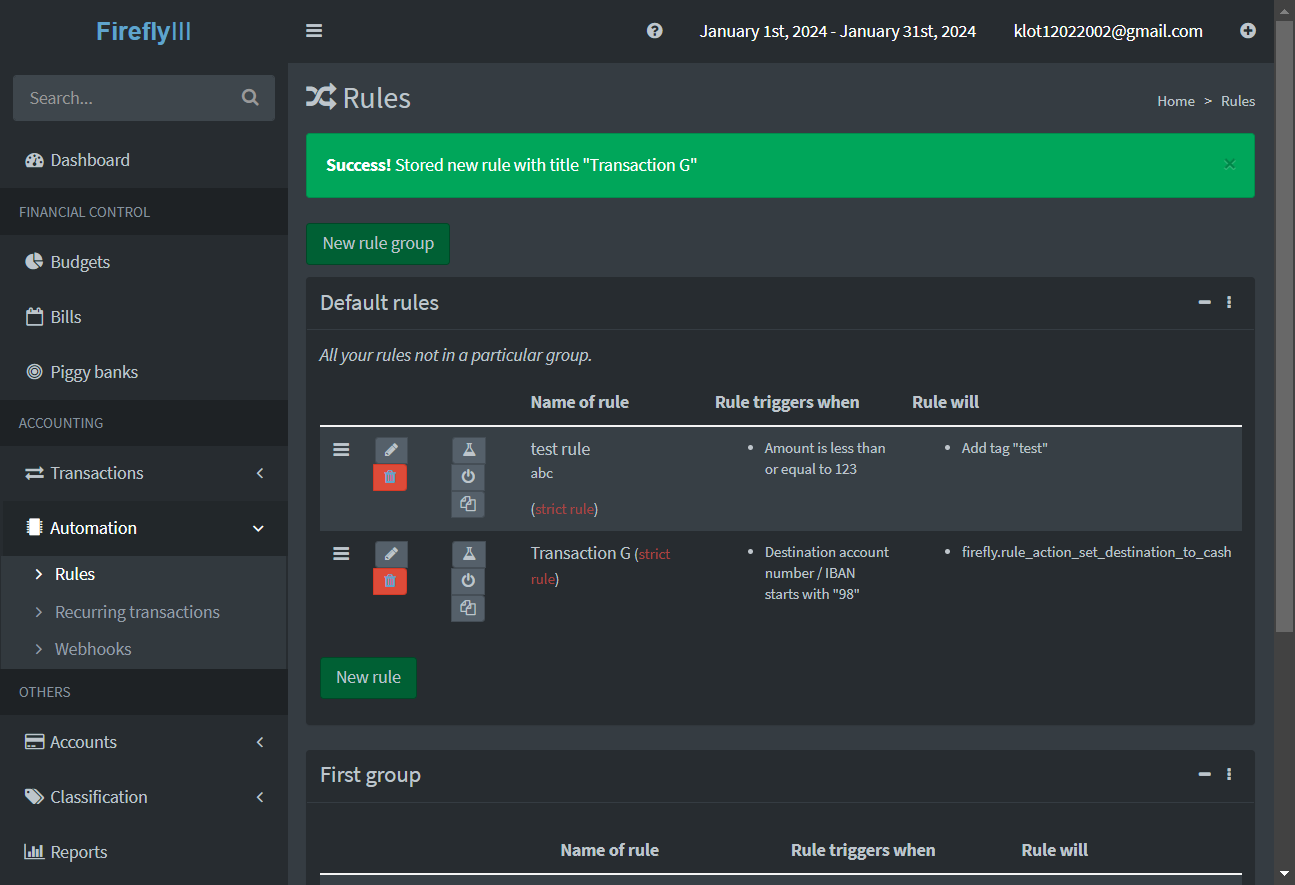 FireflyIII
January 1st, 2024 - January 31st, 2024
klot12022002@gmail.com
Search...
Dashboard
FINANCIAL CONTROL
Budgets
Bills
Piggy banks
ACCOUNTING
Transactions
Automation
Rules
Recurring transactions
Webhooks
OTHERS
Accounts
Classification
Reports
Rules
Home > Rules
Success! Stored new rule with title "Transaction G"
×
New rule group
Default rules
All your rules not in a particular group.
Name of rule
Rule triggers when
Rule will
test rule
abc
(strict rule)
• Amount is less than
or equal to 123
• Add tag "test"
Transaction G (strict
rule)
• Destination account
number / IBAN
starts with "98"
• firefly.rule_action_set_destination_to_cash
New rule
First group
Name of rule
Rule triggers when
Rule will